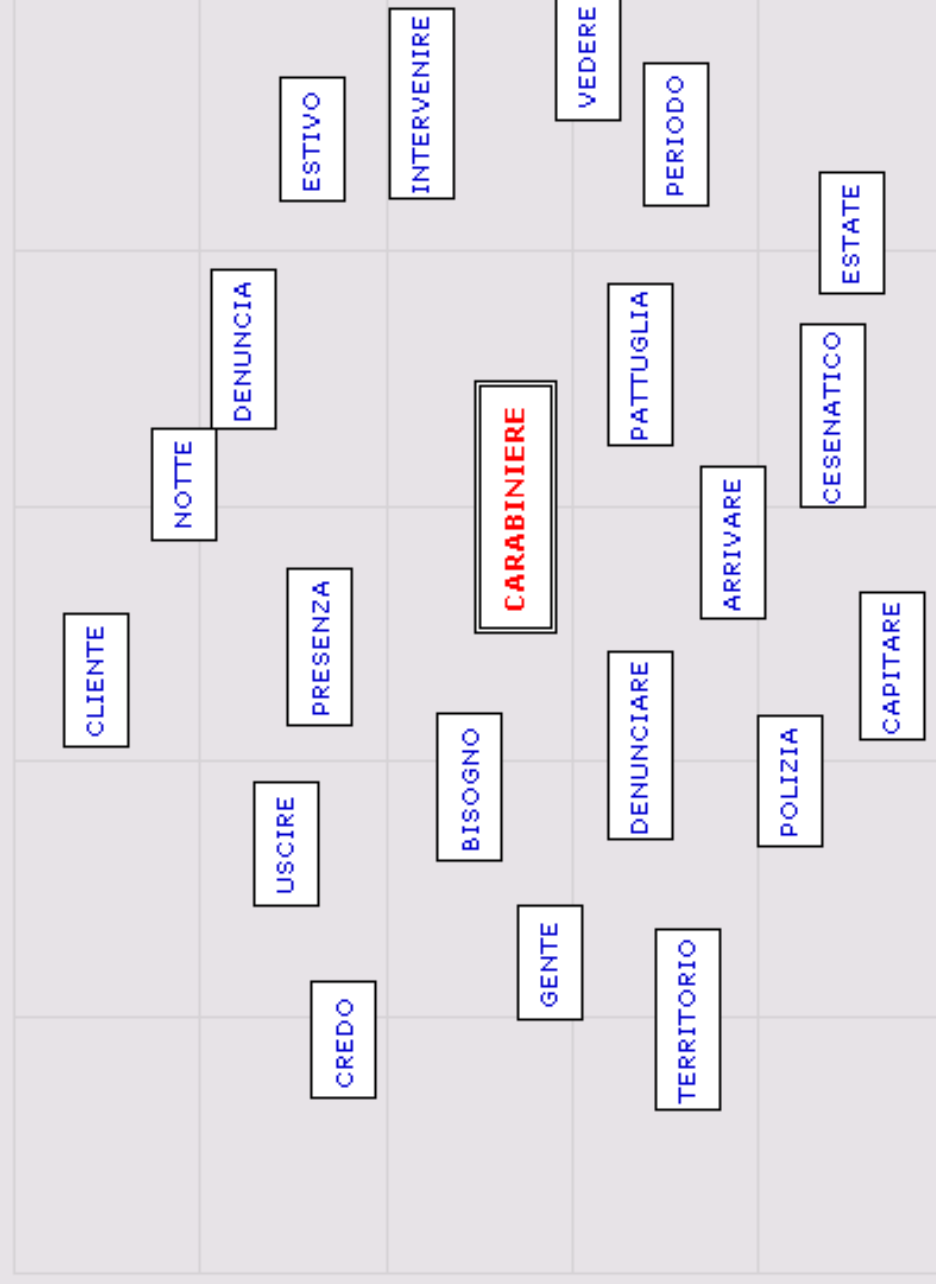 CLIENTE
NOTTE
DENUNCIA
USCIRE
PRESENZA
ESTIVO
CREDO
INTERVENIRE
BISOGNO
CARABINIERE
GENTE
VEDERE
DENUNCIARE
PATTUGLIA
TERRITORIO
PERIODO
ARRIVARE
POLIZIA
CESENATICO
ESTATE
CAPITARE